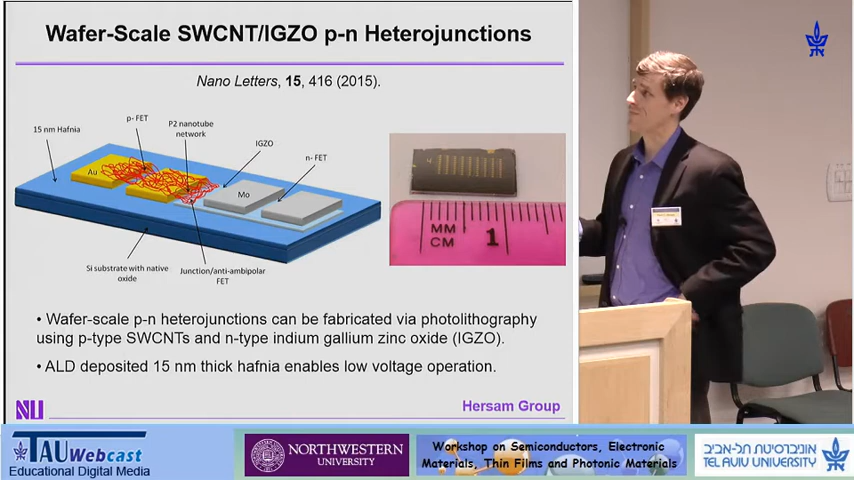 Wafer-Scale SWCNT/IGZO p-n Heterojunctions
Nano Letters, 15, 416 (2015).
p- FET
P2 nanotube
network
15 nm Hafnia
IGZO
n- FET
Au
Mo
Si substrate with native
oxide
Junction/anti-ambipolar
FET
MM
CM
1
• Wafer-scale p-n heterojunctions can be fabricated via photolithography
using p-type SWCNTs and n-type indium gallium zinc oxide (IGZO).
• ALD deposited 15 nm thick hafnia enables low voltage operation.
NU
Hersam Group
TAUWebcast
Educational Digital Media
NORTHWESTERN
UNIVERSITY
Workshop on Semiconductors, Electronic
Materials, Thin Films and Photonic Materials
אוניברסיטת תל-אביב
TEL AVIV UNIVERSITY